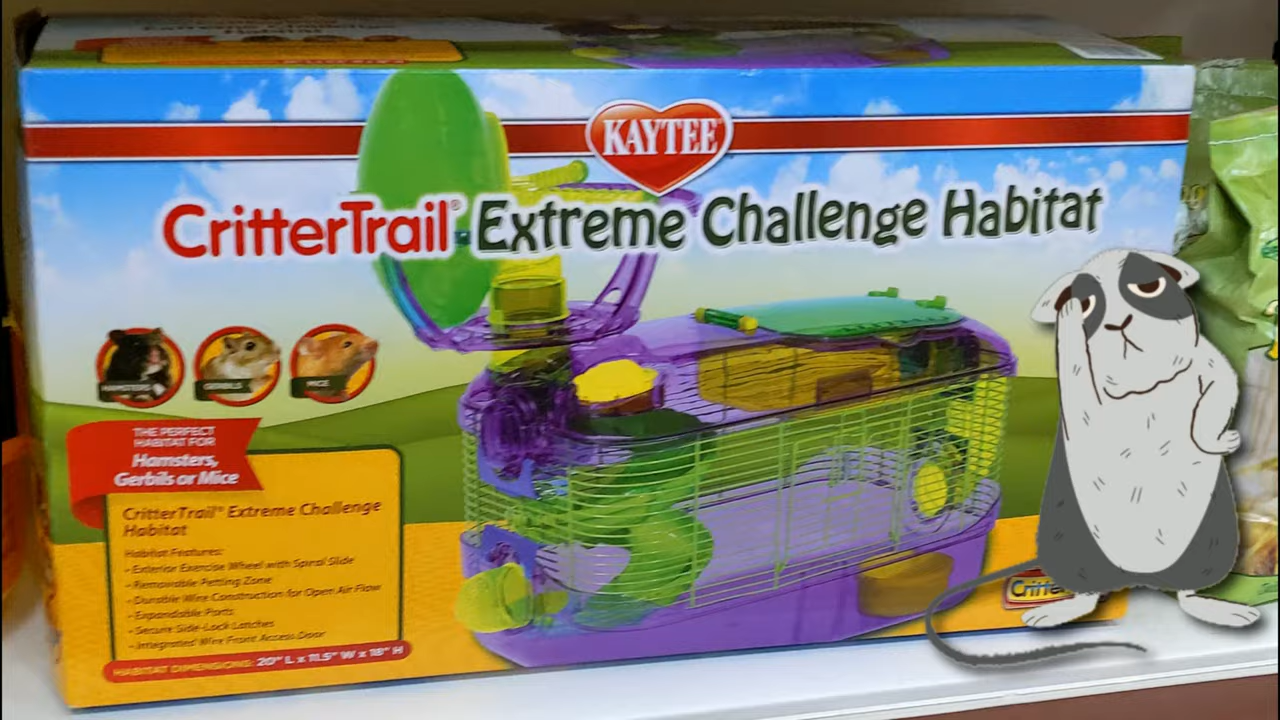 KAYTEE
CritterTrail® Extreme Challenge Habitat
HAMSTERS
GERBILS
MICE
THE PERFECT
HABITAT FOR
Hamsters,
Gerbils or Mice
CritterTrail® Extreme Challenge
Habitat
Habitat Features:
• Exterior Exercise Wheel with Spiral Slide
• Removable Petting Zone
• Durable Wire Construction for Open Air Flow
• Expandable Ports
• Secure Side-Lock Latches
• Integrated Wire Front Access Door
HABITAT DIMENSIONS: 20" L x 11.5" W x 18" H